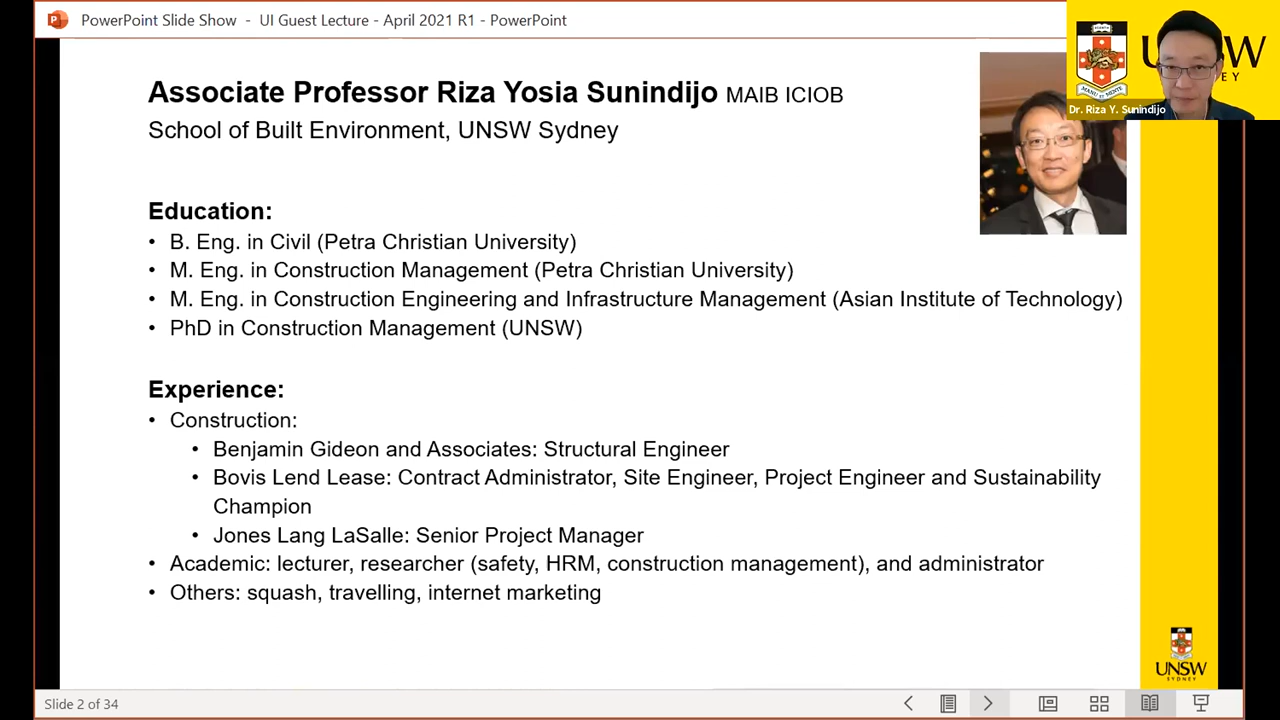 PowerPoint Slide Show - UI Guest Lecture - April 2021 R1 - PowerPoint
Dr. Riza Y. Sunindijo
Associate Professor Riza Yosia Sunindijo MAIB ICIOB
School of Built Environment, UNSW Sydney
Education:
• B. Eng. in Civil (Petra Christian University)
• M. Eng. in Construction Management (Petra Christian University)
• M. Eng. in Construction Engineering and Infrastructure Management (Asian Institute of Technology)
• PhD in Construction Management (UNSW)
Experience:
• Construction:
• Benjamin Gideon and Associates: Structural Engineer
• Bovis Lend Lease: Contract Administrator, Site Engineer, Project Engineer and Sustainability
Champion
• Jones Lang LaSalle: Senior Project Manager
• Academic: lecturer, researcher (safety, HRM, construction management), and administrator
• Others: squash, travelling, internet marketing
UNSW
SYDNEY
Slide 2 of 34